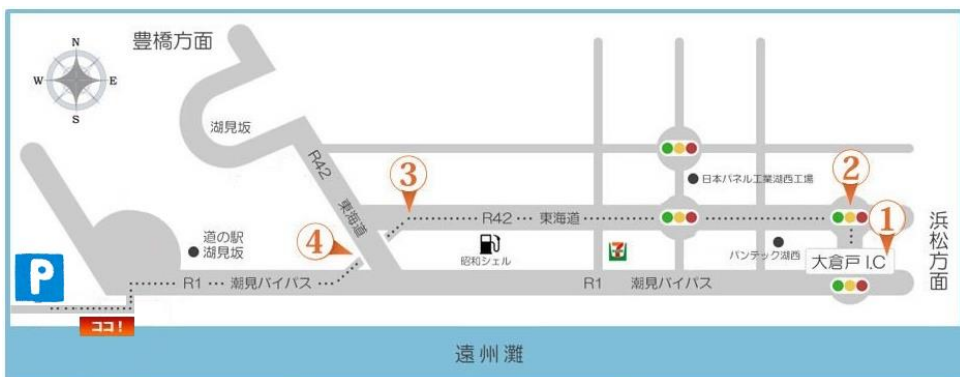 N
W
E
S
豊橋方面
湖見坂
R42
東海道
3
2
1
日本パネル工業湖西工場
R42
東海道
4
道の駅
湖見坂
昭和シェル
7
パンテック湖西
大倉戸 I.C
浜松方面
P
R1
潮見バイパス
R1
潮見バイパス
ココ！
遠州灘